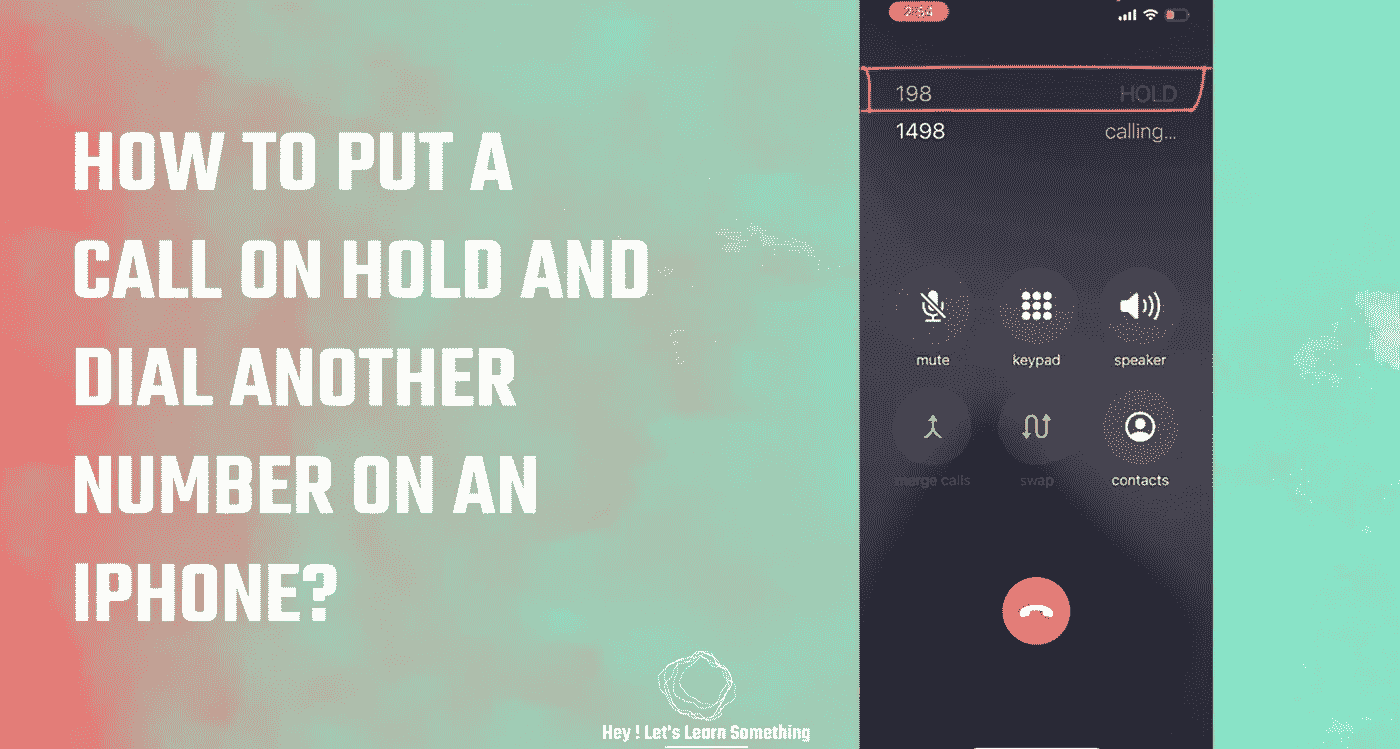 HOW TO PUT A
CALL ON HOLD AND
DIAL ANOTHER
NUMBER ON AN
IPHONE?
2:54
198 HOLD
1498 calling...
mute keypad speaker
merge calls swap contacts
Hey ! Let's Learn Something